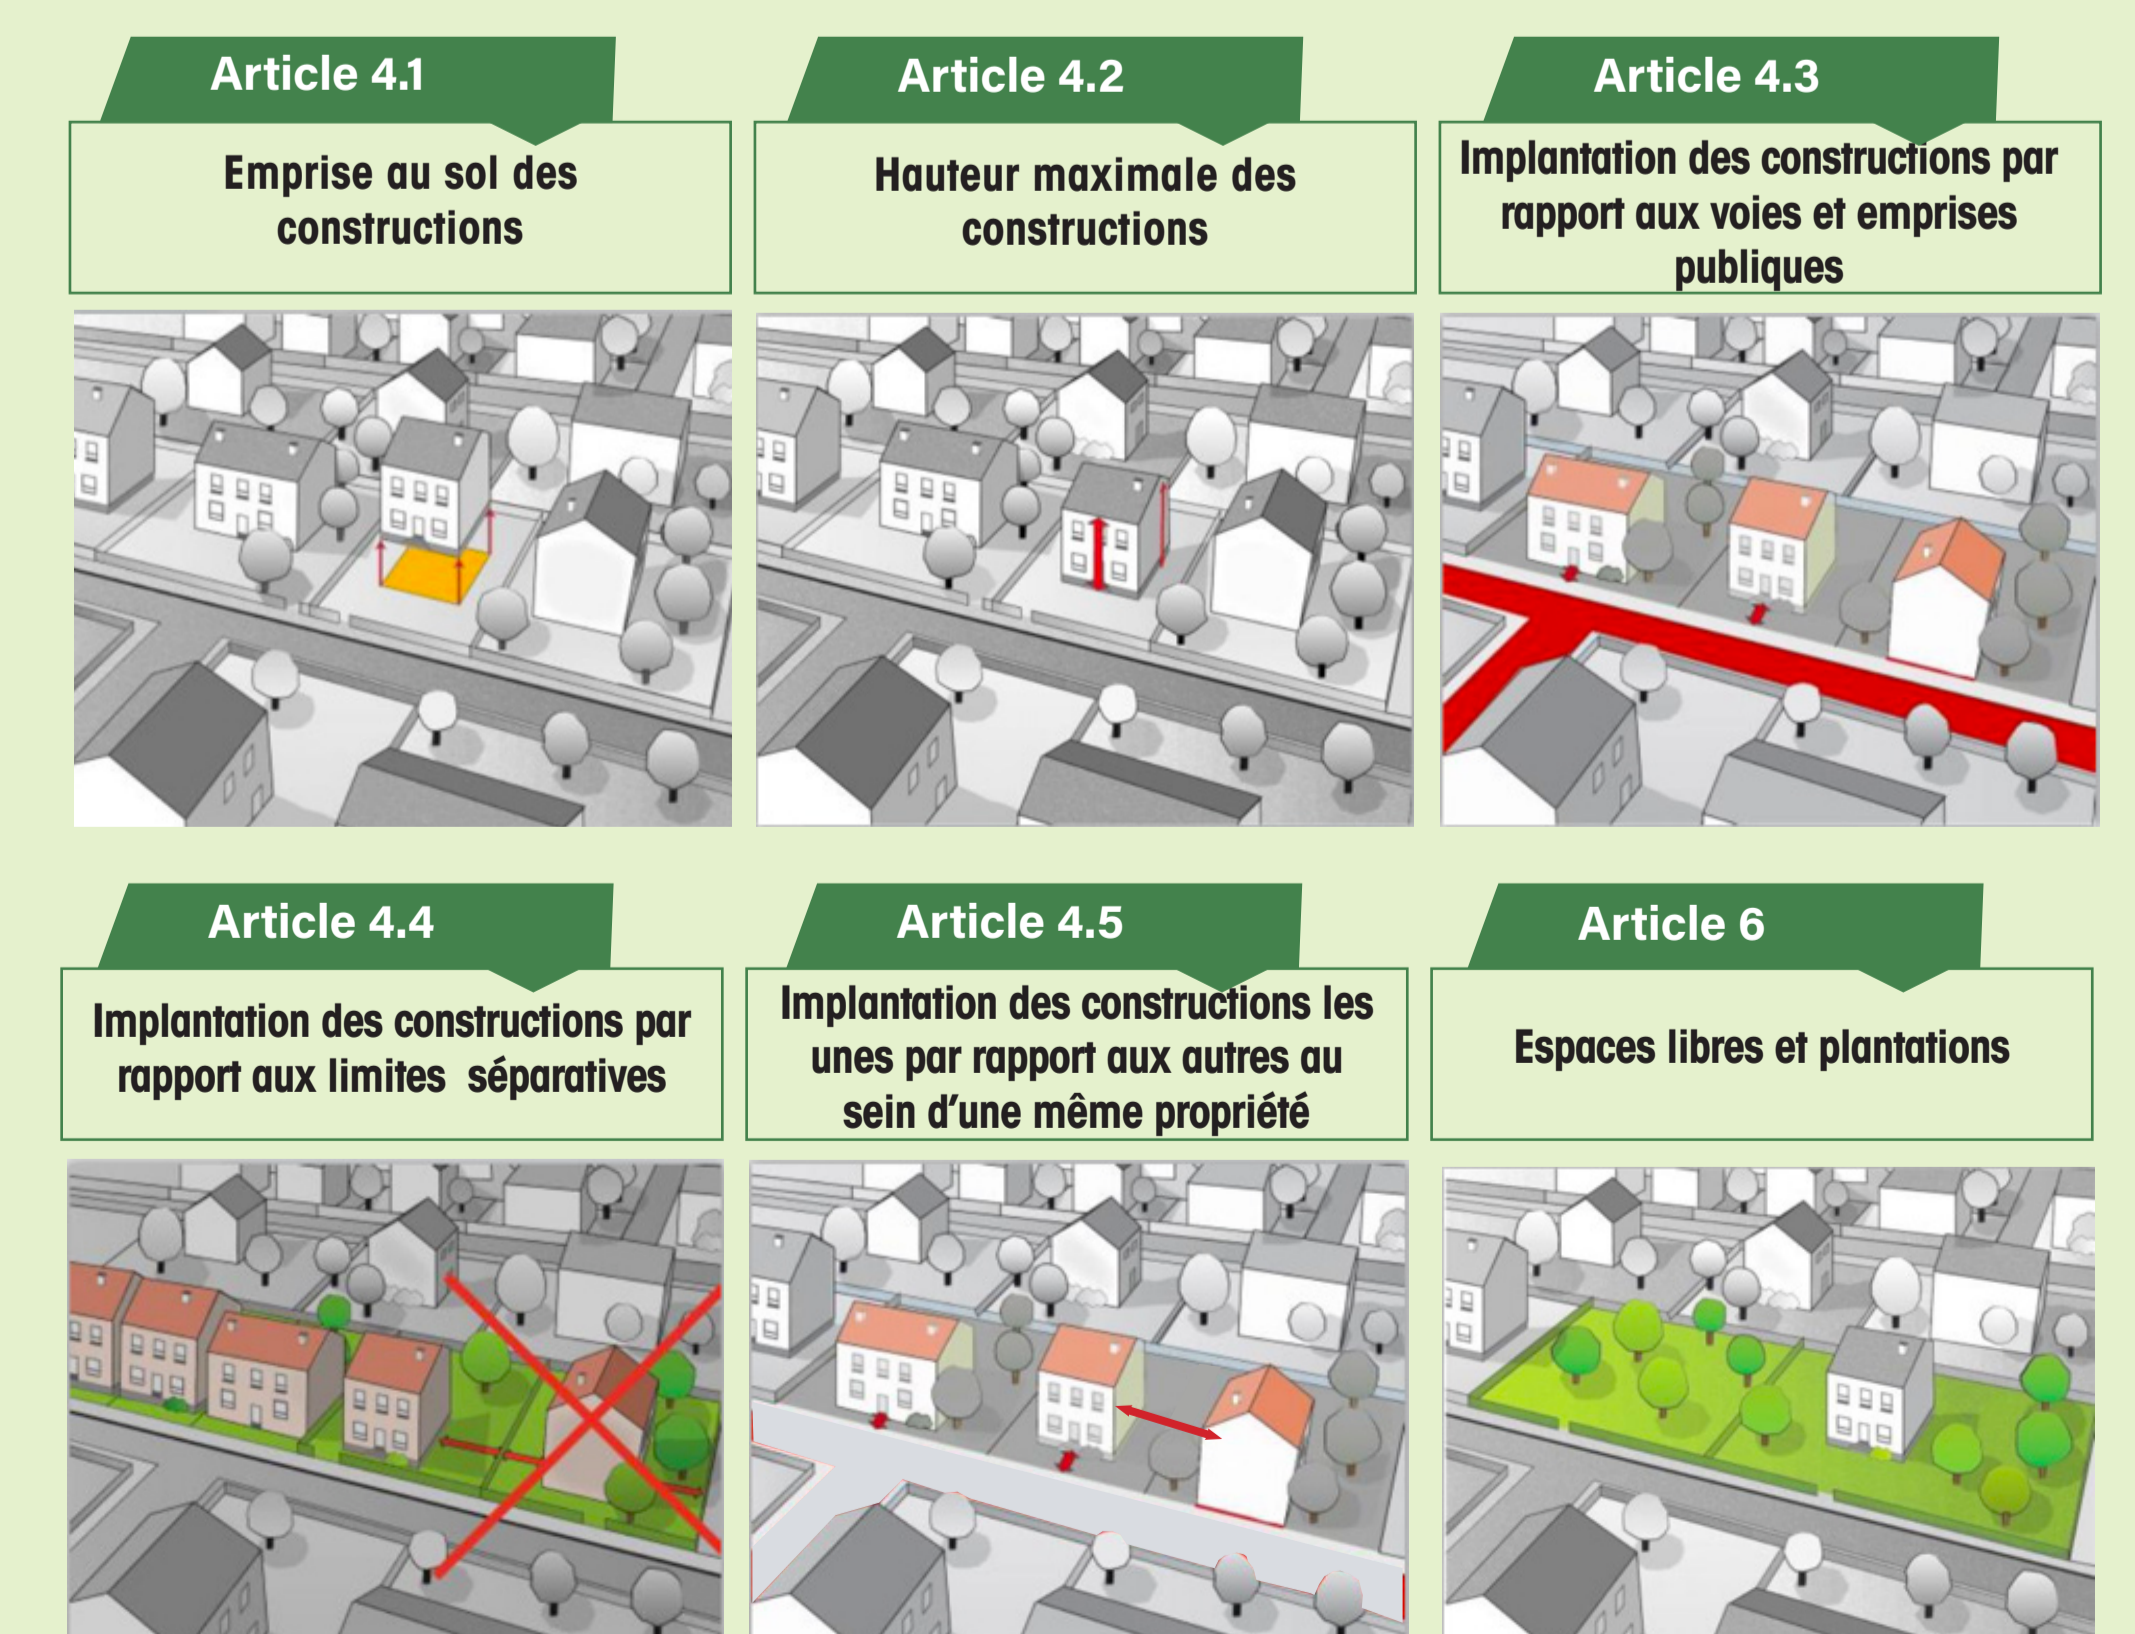 Article 4.1
Emprise au sol des
constructions
Article 4.2
Hauteur maximale des
constructions
Article 4.3
Implantation des constructions par
rapport aux voies et emprises
publiques
Article 4.4
Implantation des constructions par
rapport aux limites séparatives
Article 4.5
Implantation des constructions les
unes par rapport aux autres au
sein d'une même propriété
Article 6
Espaces libres et plantations